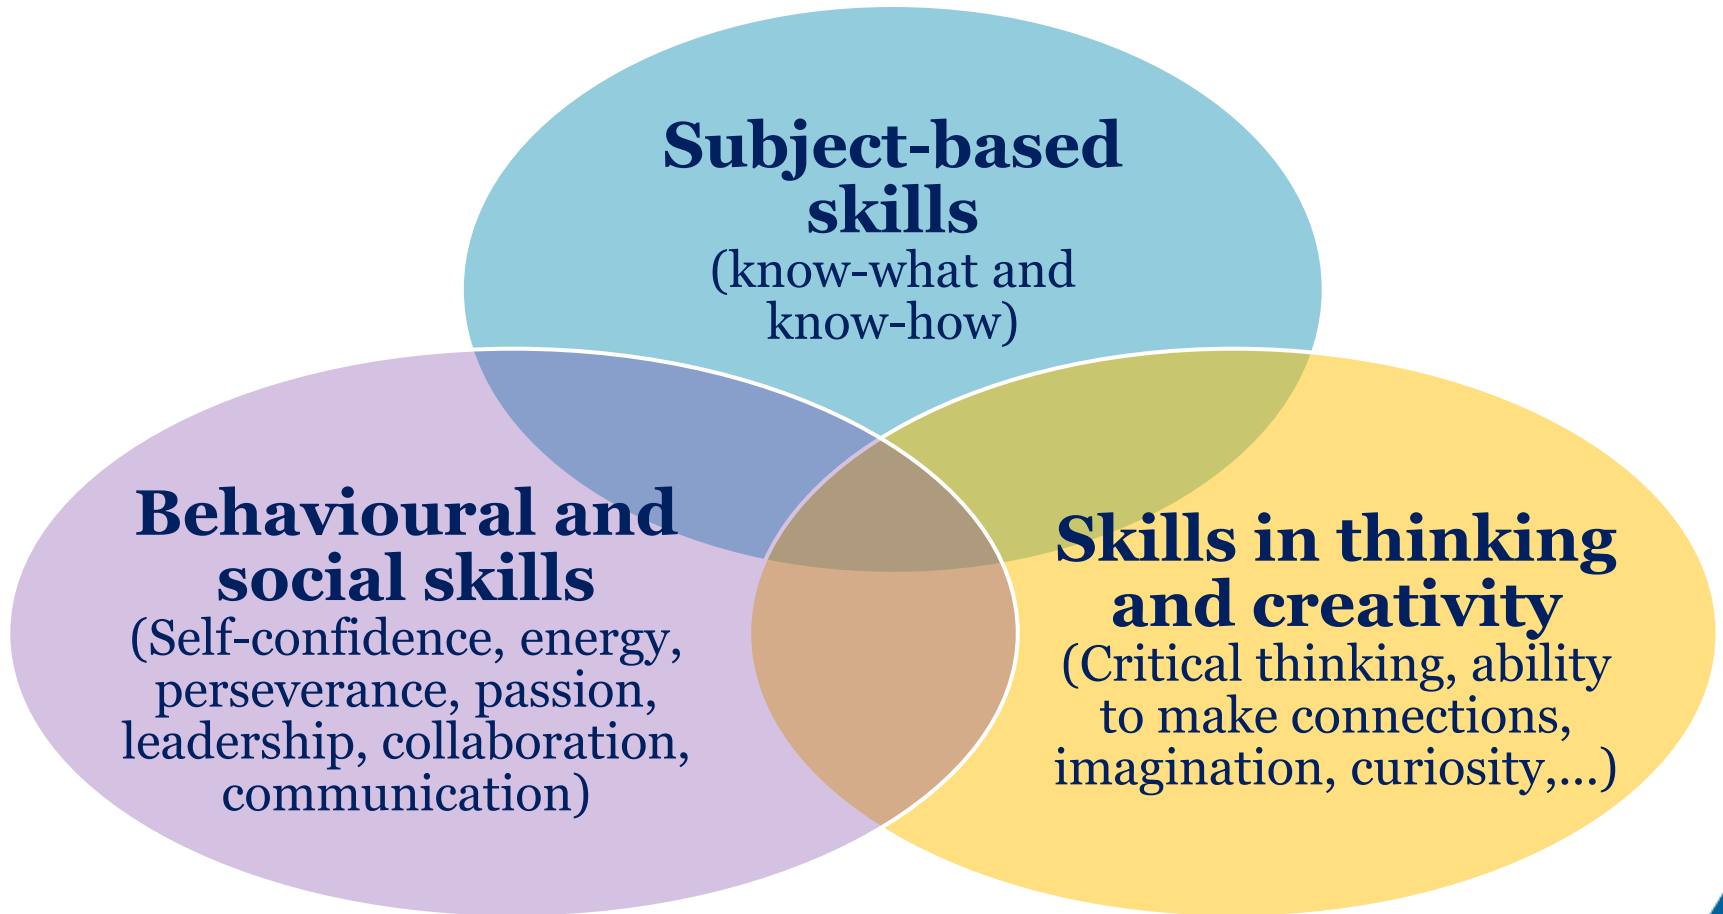 Subject-based
skills
(know-what and
know-how)
Behavioural and
social skills
(Self-confidence, energy,
perseverance, passion,
leadership, collaboration,
communication)
Skills in thinking
and creativity
(Critical thinking, ability
to make connections,
imagination, curiosity,...)